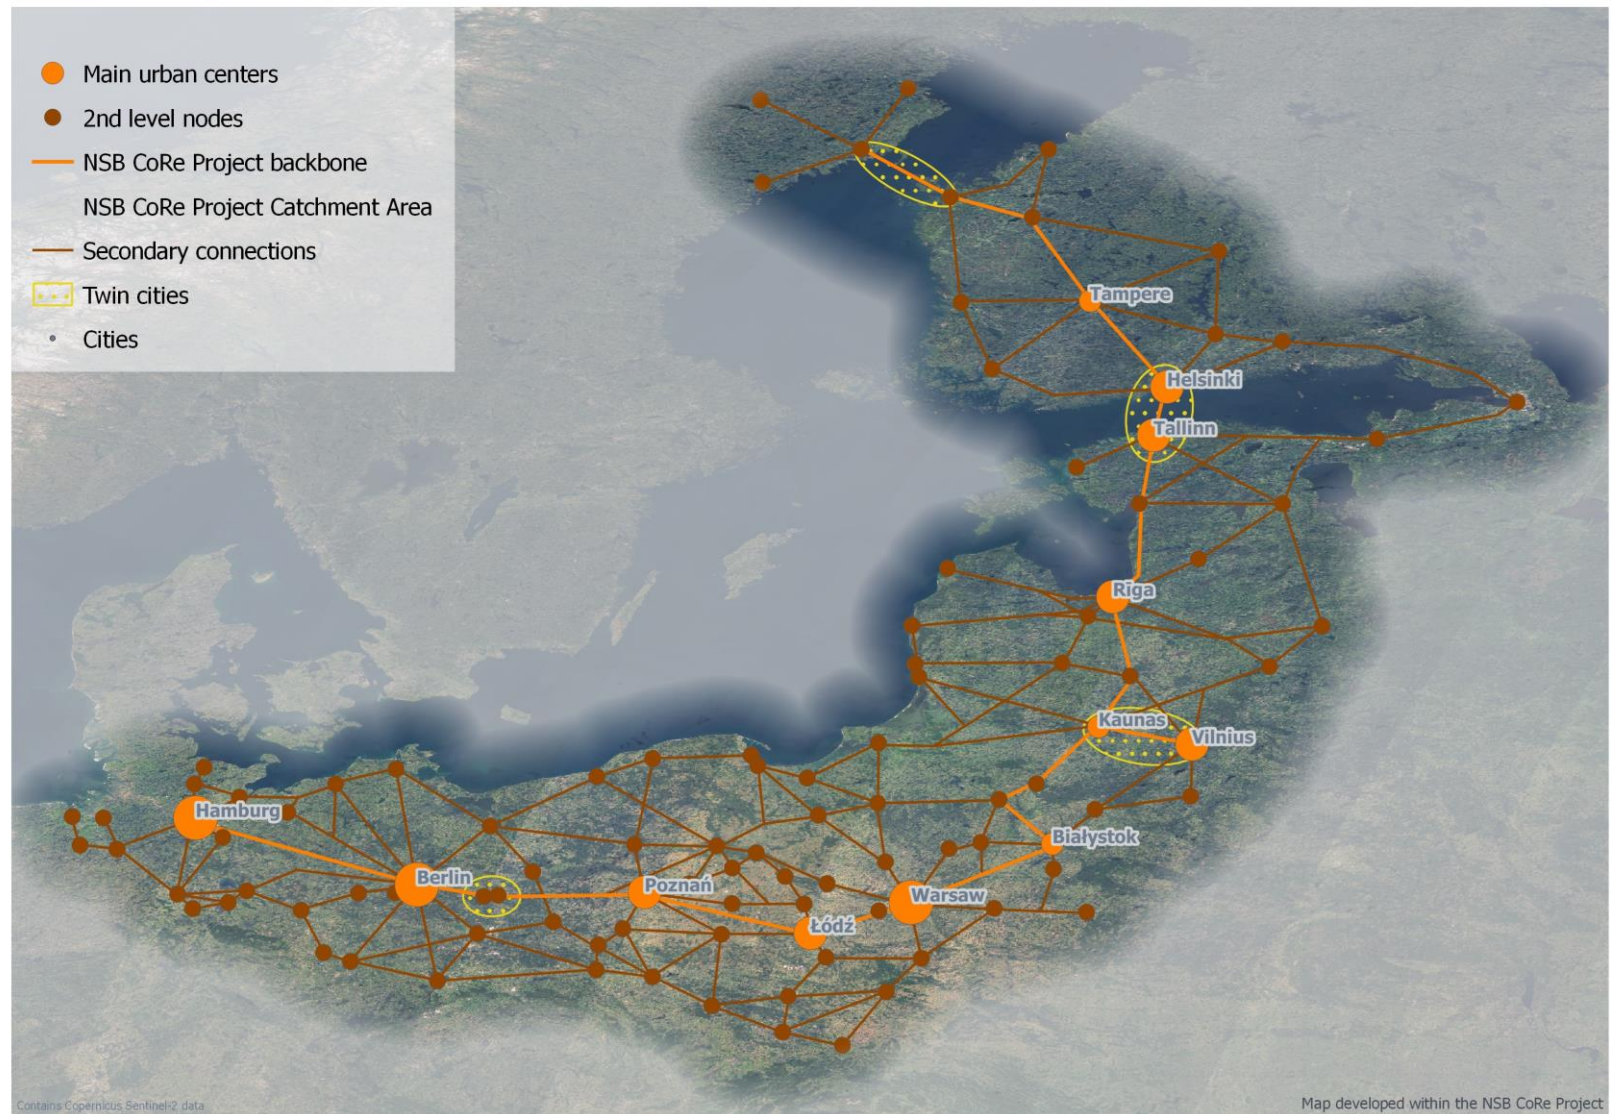 Main urban centers
2nd level nodes
NSB CoRe Project backbone
NSB CoRe Project Catchment Area
Secondary connections
Twin cities
Cities
Tampere
Helsinki
Tallinn
Rīga
Kaunas
Vilnius
Hamburg
Białystok
Berlin
Poznań
Warsaw
Łódź
Contains Copernicus Sentinel-2 data
Map developed within the NSB CoRe Project